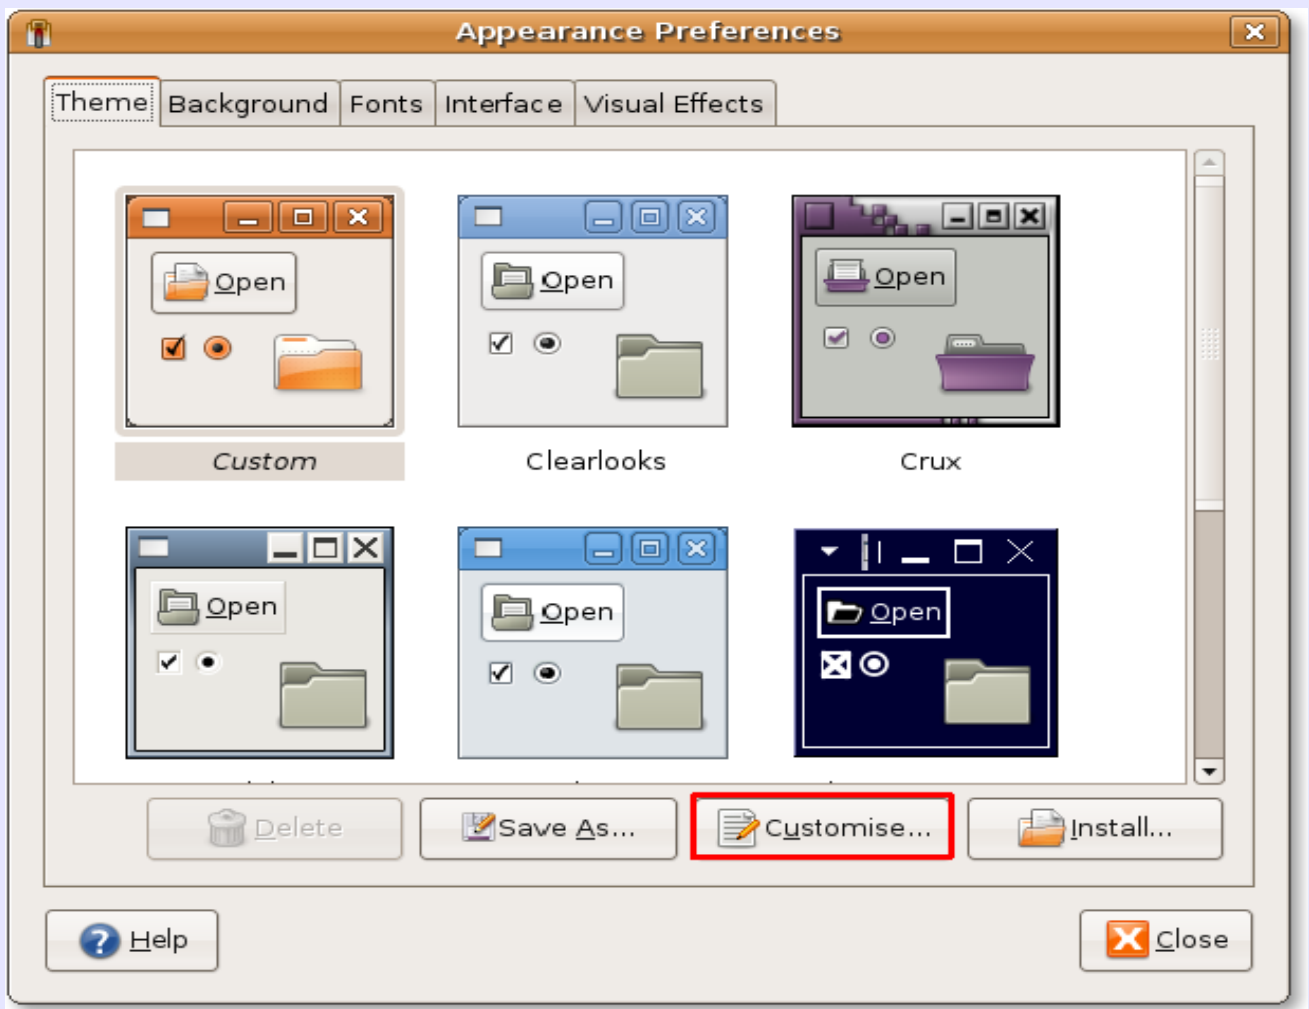 Appearance Preferences
Theme Background Fonts Interface Visual Effects
Open Open Open
Custom Clearlooks Crux
Open Open Open
Delete Save As... Customise... Install...
Help Close